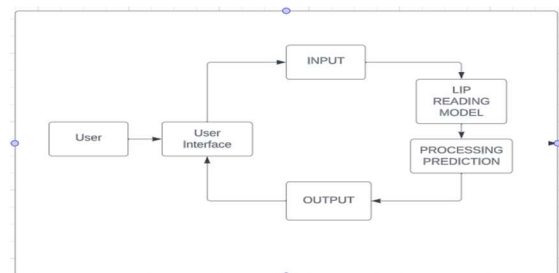 INPUT
LIP
READING
MODEL
User
User
Interface
PROCESSING
PREDICTION
OUTPUT